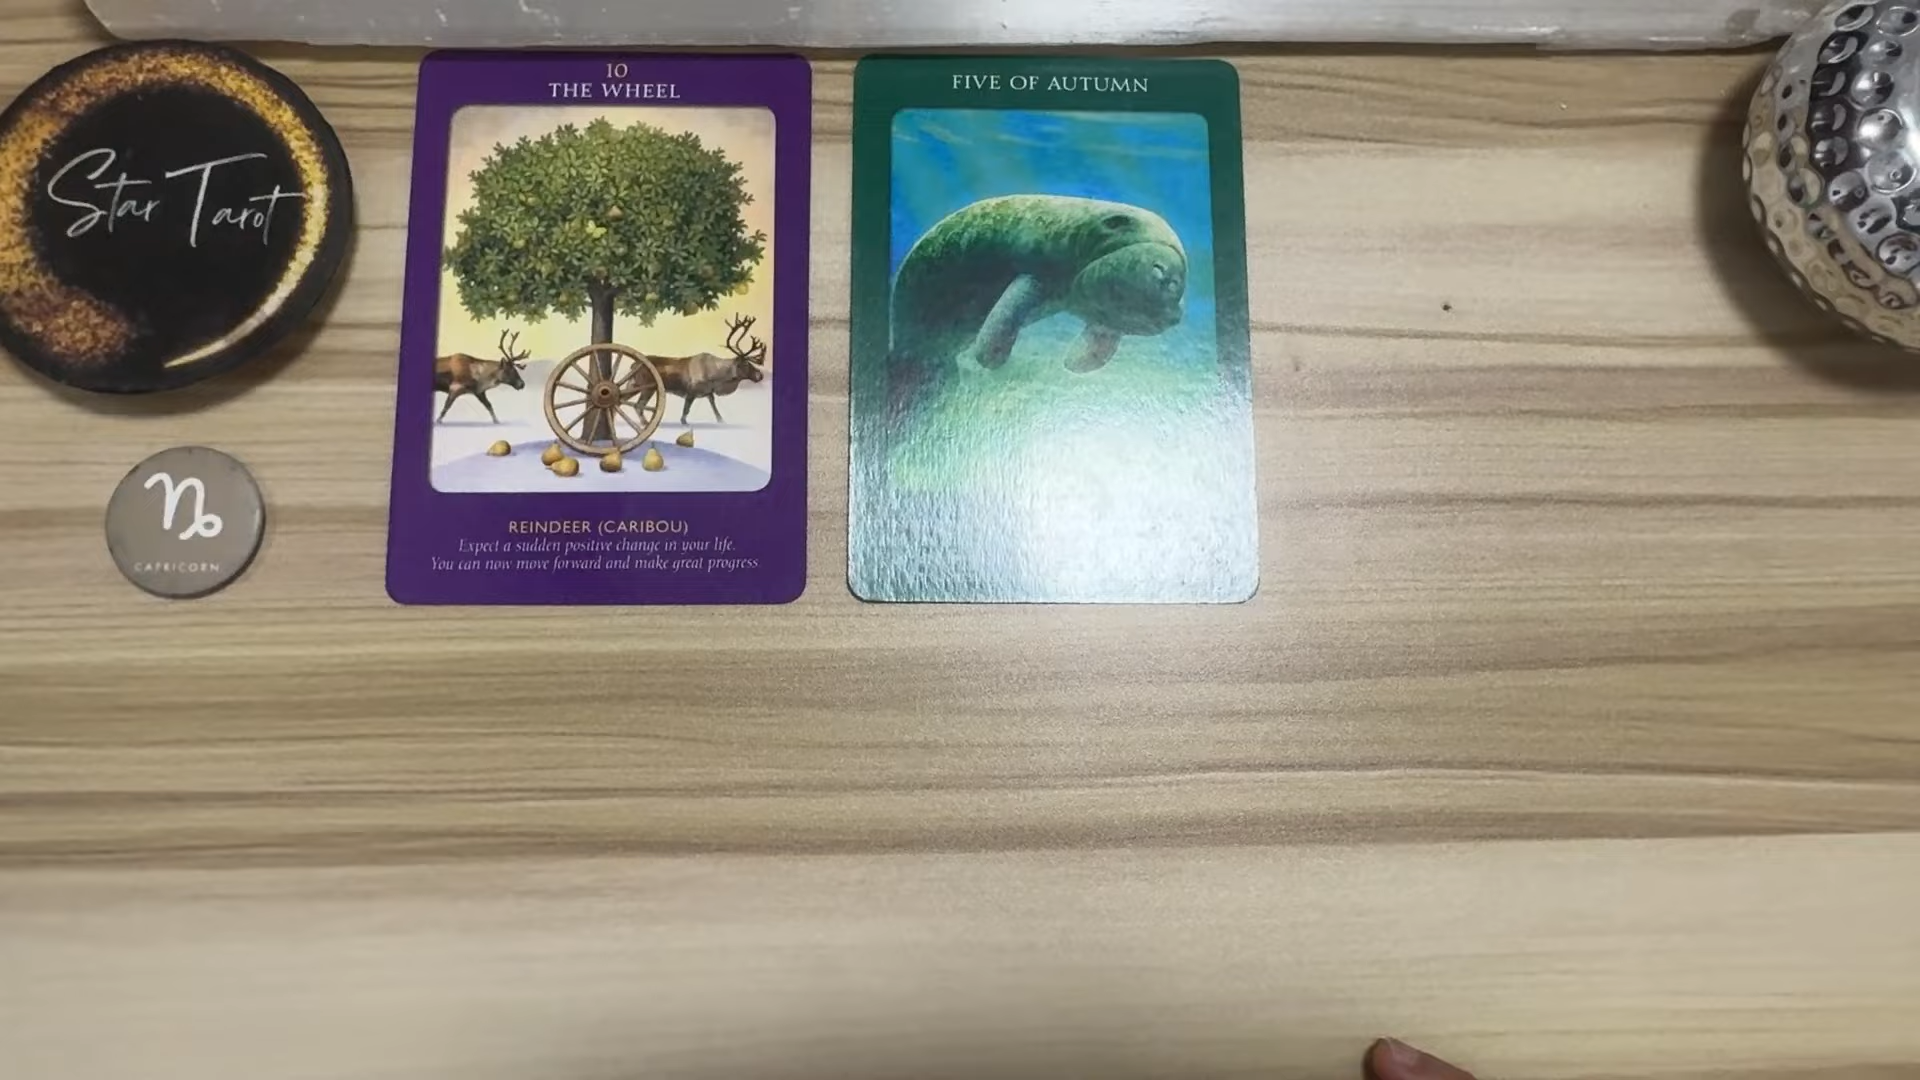 Star Tarot
CAPRICORN
10
THE WHEEL
REINDEER (CARIBOU)
Expect a sudden positive change in your life.
You can now move forward and make great progress.
FIVE OF AUTUMN